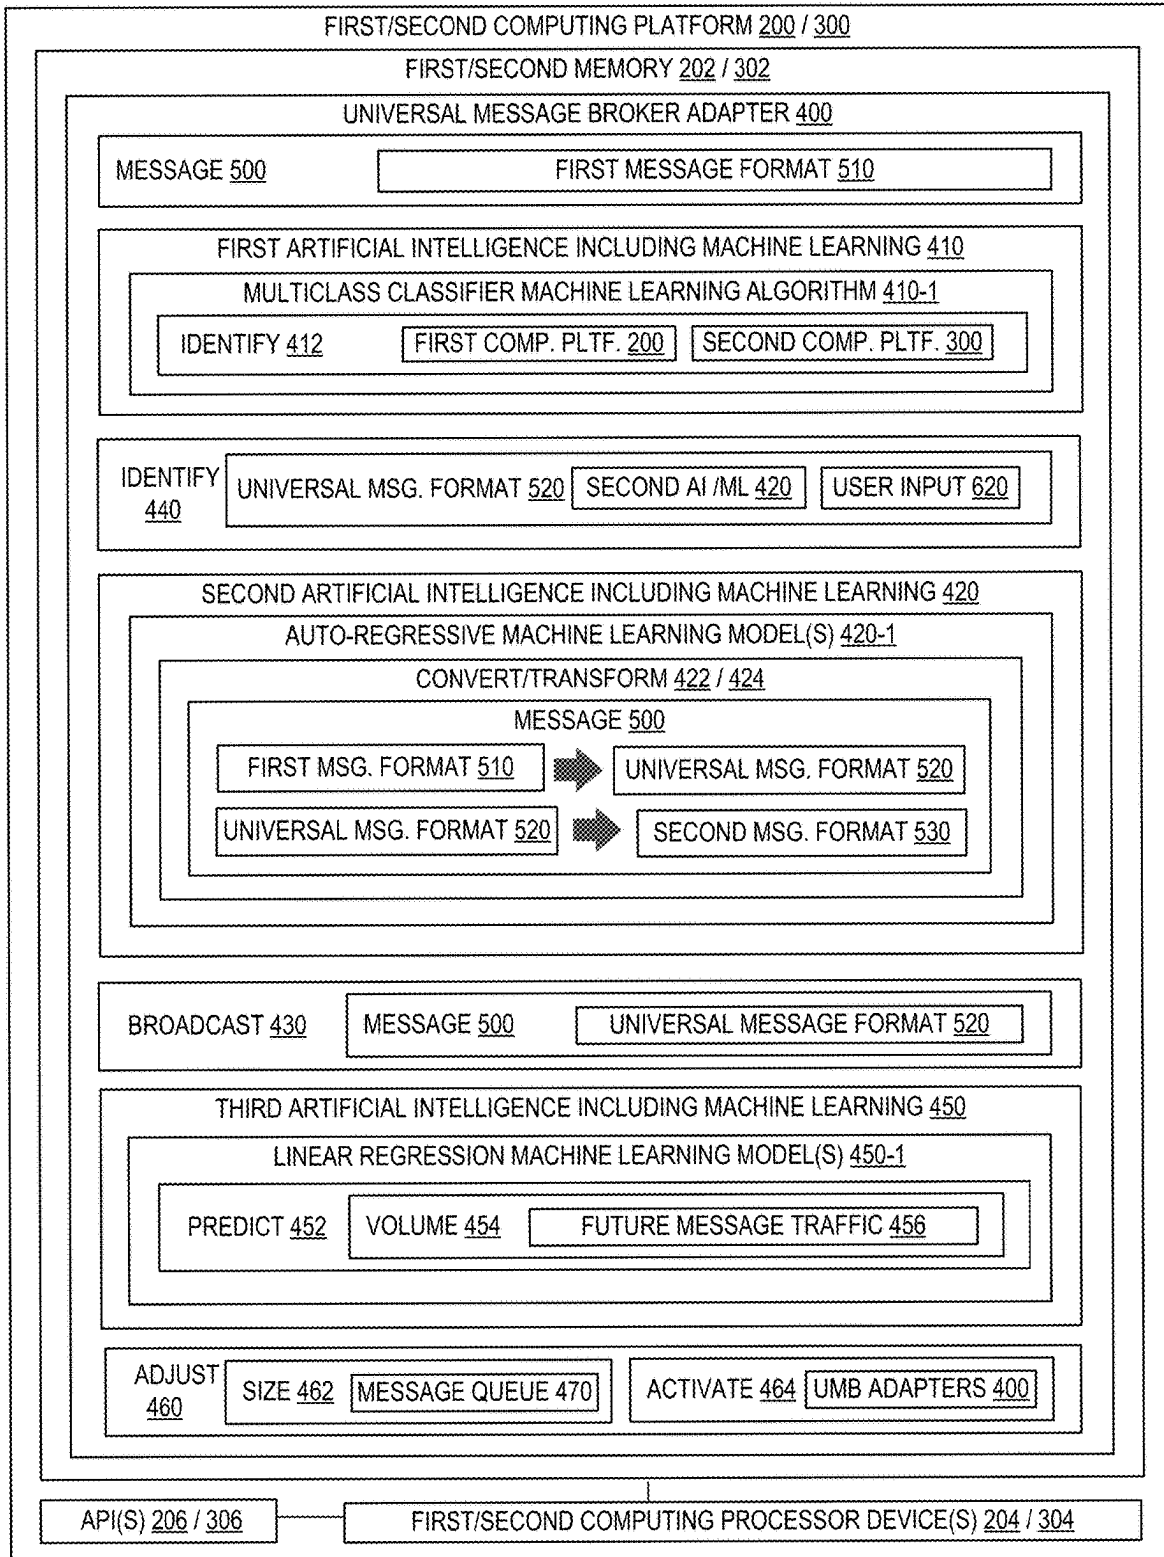 FIRST/SECOND COMPUTING PLATFORM 200 / 300
FIRST/SECOND MEMORY 202 / 302
UNIVERSAL MESSAGE BROKER ADAPTER 400
MESSAGE 500 FIRST MESSAGE FORMAT 510
FIRST ARTIFICIAL INTELLIGENCE INCLUDING MACHINE LEARNING 410
MULTICLASS CLASSIFIER MACHINE LEARNING ALGORITHM 410-1
IDENTIFY 412 FIRST COMP. PLTF. 200 SECOND COMP. PLTF. 300
IDENTIFY 440 UNIVERSAL MSG. FORMAT 520 SECOND AI /ML 420 USER INPUT 620
SECOND ARTIFICIAL INTELLIGENCE INCLUDING MACHINE LEARNING 420
AUTO-REGRESSIVE MACHINE LEARNING MODEL(S) 420-1
CONVERT/TRANSFORM 422 / 424
MESSAGE 500
FIRST MSG. FORMAT 510 UNIVERSAL MSG. FORMAT 520
UNIVERSAL MSG. FORMAT 520 SECOND MSG. FORMAT 530
BROADCAST 430 MESSAGE 500 UNIVERSAL MESSAGE FORMAT 520
THIRD ARTIFICIAL INTELLIGENCE INCLUDING MACHINE LEARNING 450
LINEAR REGRESSION MACHINE LEARNING MODEL(S) 450-1
PREDICT 452 VOLUME 454 FUTURE MESSAGE TRAFFIC 456
ADJUST 460 SIZE 462 MESSAGE QUEUE 470 ACTIVATE 464 UMB ADAPTERS 400
API(S) 206 / 306 FIRST/SECOND COMPUTING PROCESSOR DEVICE(S) 204 / 304